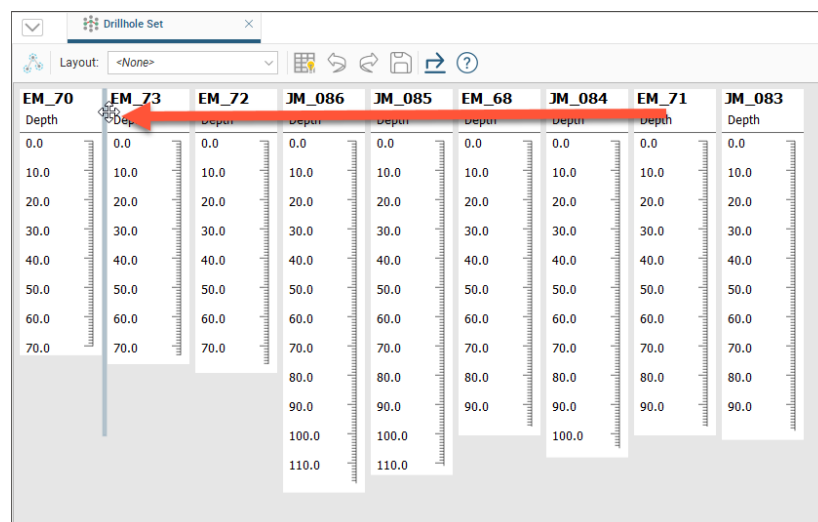 Drillhole Set
Layout: <None>
EM_70 EM_73 EM_72 JM_086 JM_085 EM_68 JM_084 EM_71 JM_083
Depth Depth Depth Depth Depth Depth Depth Depth Depth
0.0 0.0 0.0 0.0 0.0 0.0 0.0 0.0 0.0
10.0 10.0 10.0 10.0 10.0 10.0 10.0 10.0 10.0
20.0 20.0 20.0 20.0 20.0 20.0 20.0 20.0 20.0
30.0 30.0 30.0 30.0 30.0 30.0 30.0 30.0 30.0
40.0 40.0 40.0 40.0 40.0 40.0 40.0 40.0 40.0
50.0 50.0 50.0 50.0 50.0 50.0 50.0 50.0 50.0
60.0 60.0 60.0 60.0 60.0 60.0 60.0 60.0 60.0
70.0 70.0 70.0 70.0 70.0 70.0 70.0 70.0 70.0
80.0 80.0 80.0 80.0 80.0 80.0
90.0 90.0 90.0 90.0 90.0 90.0
100.0 100.0 100.0
110.0 110.0